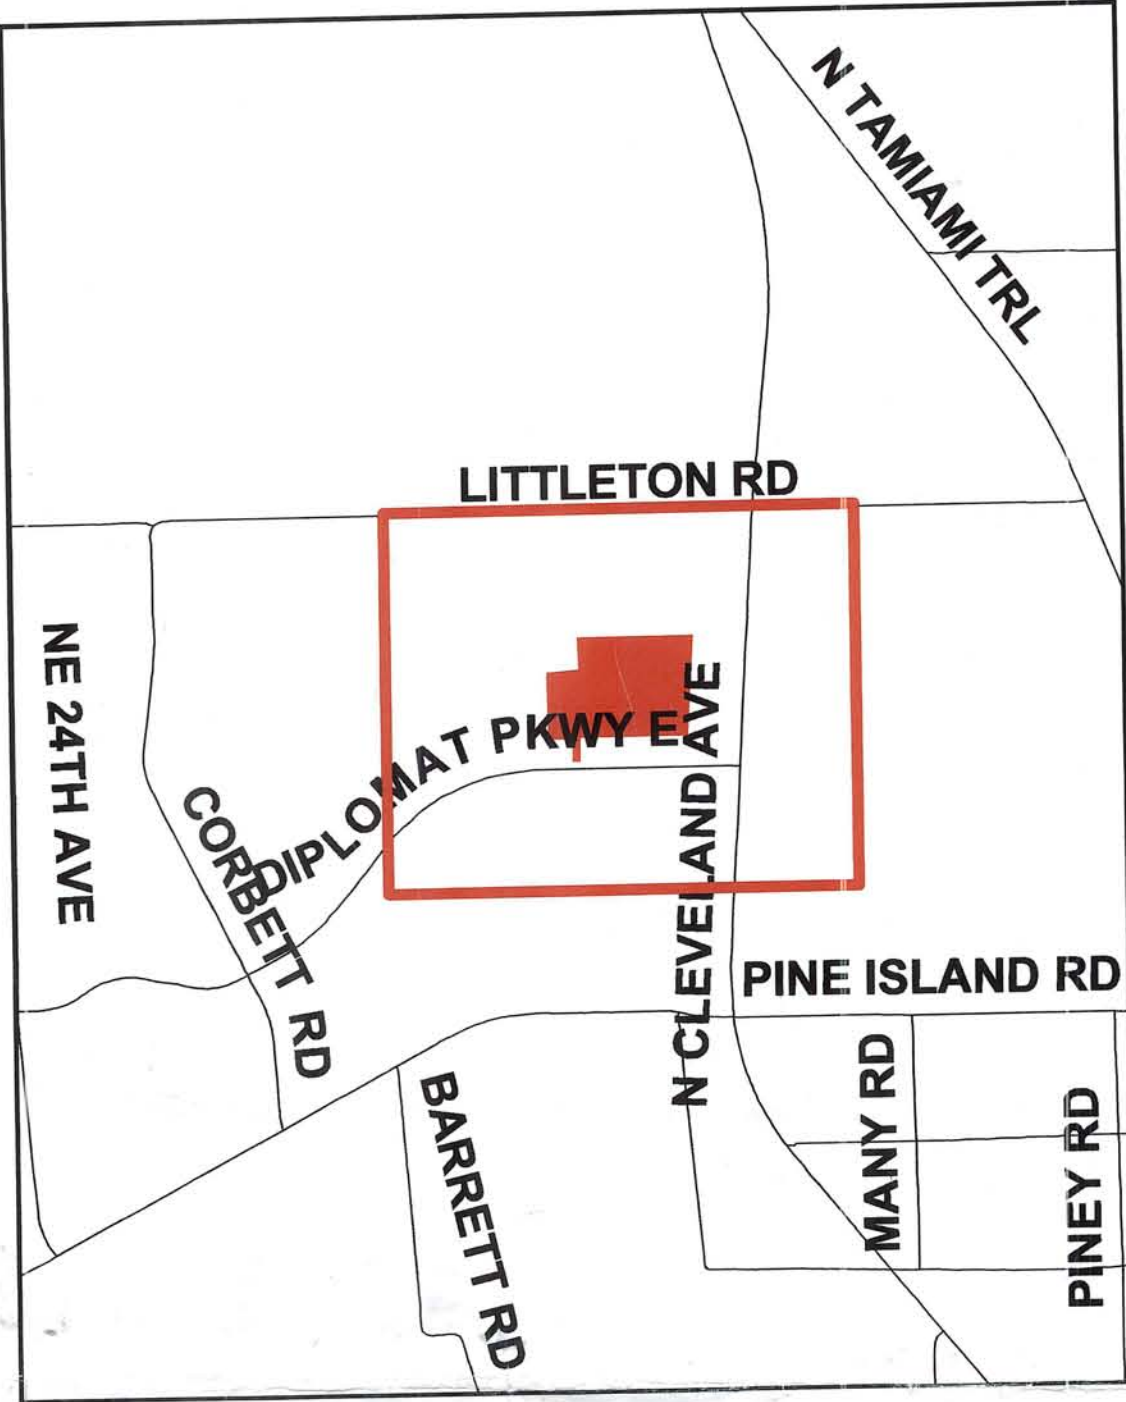 N TAMIAMI TRL
LITTLETON RD
NE 24TH AVE
DIPLOMAT PKWY E
N CLEVELAND AVE
CORBETT RD
PINE ISLAND RD
BARRETT RD
MANY RD
PINEY RD